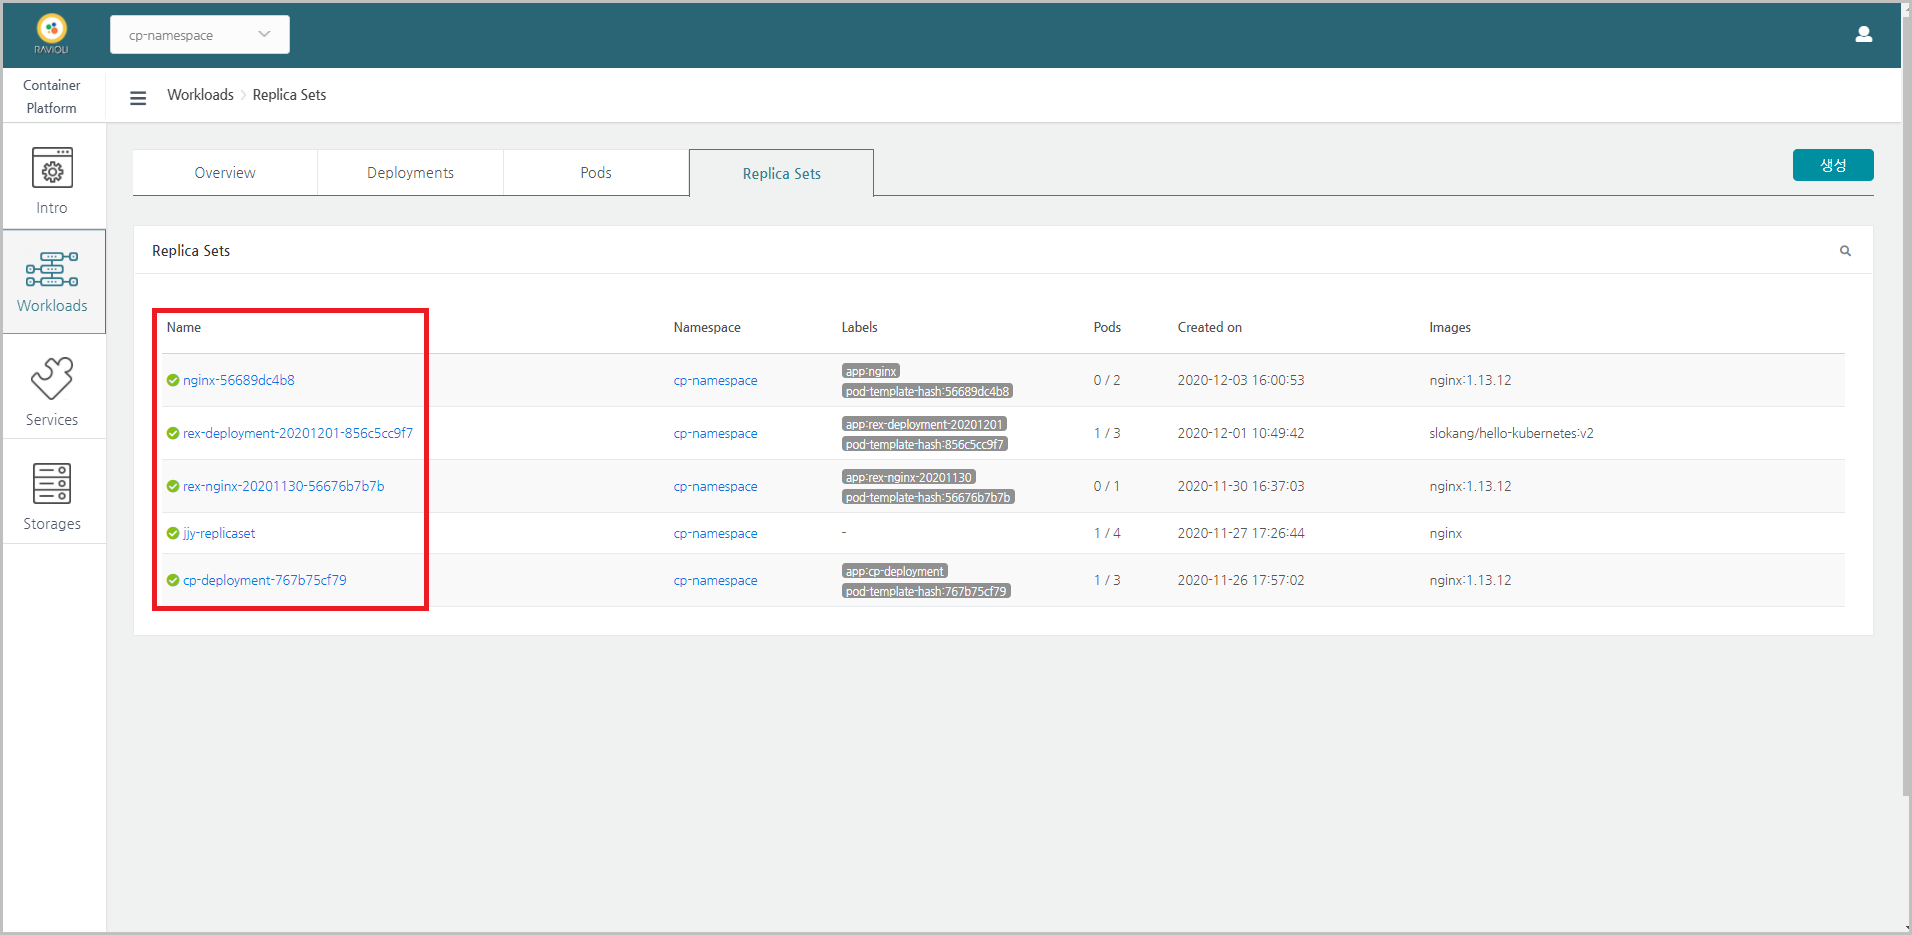 RAVIOLI
cp-namespace
Container
Platform
Workloads
Replica Sets
Intro
Workloads
Services
Storages
Overview
Deployments
Pods
Replica Sets
생성
Replica Sets
Name Namespace Labels Pods Created on Images
nginx-56689dc4b8 cp-namespace app:nginx 0 / 2 2020-12-03 16:00:53 nginx:1.13.12
pod-template-hash:56689dc4b8
rex-deployment-20201201-856c5cc9f7 cp-namespace app:rex-deployment-20201201 1 / 3 2020-12-01 10:49:42 slokang/hello-kubernetes:v2
pod-template-hash:856c5cc9f7
rex-nginx-20201130-56676b7b7b cp-namespace app:rex-nginx-20201130 0 / 1 2020-11-30 16:37:03 nginx:1.13.12
pod-template-hash:56676b7b7b
jjy-replicaset cp-namespace - 1 / 4 2020-11-27 17:26:44 nginx
cp-deployment-767b75cf79 cp-namespace app:cp-deployment 1 / 3 2020-11-26 17:57:02 nginx:1.13.12
pod-template-hash:767b75cf79